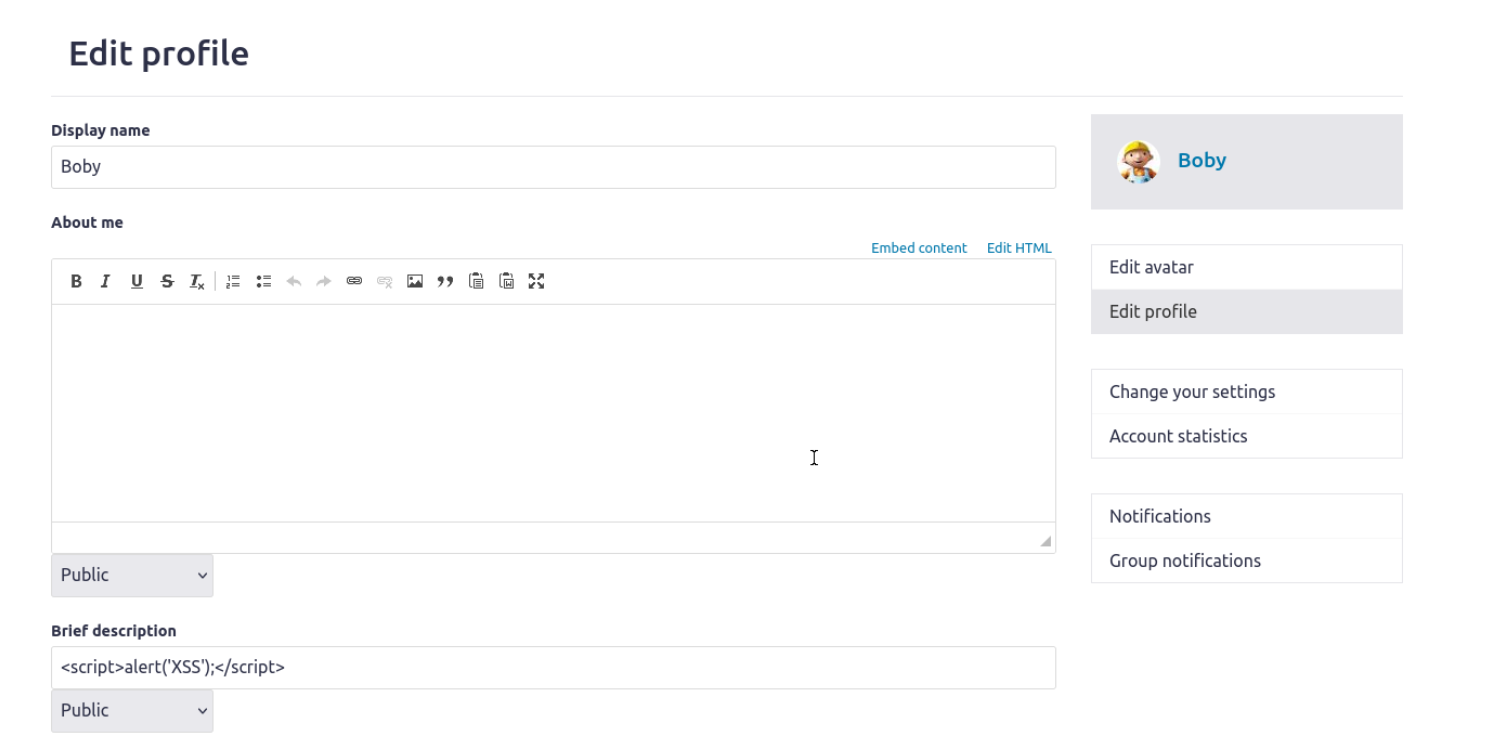 Edit profile
Display name
Boby
About me
Embed content Edit HTML
B I U S Tx
Public
Brief description
<script>alert('XSS');</script>
Public
Boby
Edit avatar
Edit profile
Change your settings
Account statistics
Notifications
Group notifications